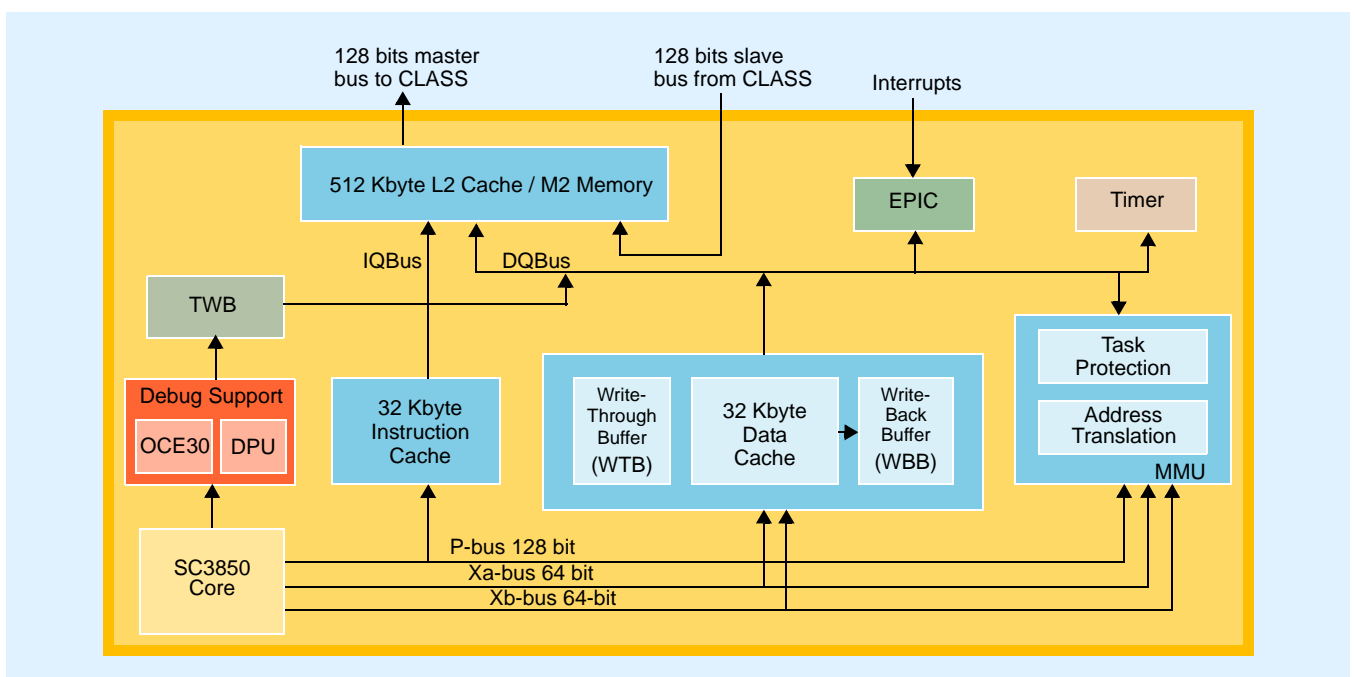 128 bits master
bus to CLASS
128 bits slave
bus from CLASS
Interrupts
512 Kbyte L2 Cache / M2 Memory
EPIC
Timer
IQBus
DQBus
TWB
Task
Protection
Address
Translation
MMU
Debug Support
OCE30
DPU
32 Kbyte
Instruction
Cache
Write-
Through
Buffer
(WTB)
32 Kbyte
Data
Cache
Write-
Back
Buffer
(WBB)
SC3850
Core
P-bus 128 bit
Xa-bus 64 bit
Xb-bus 64-bit